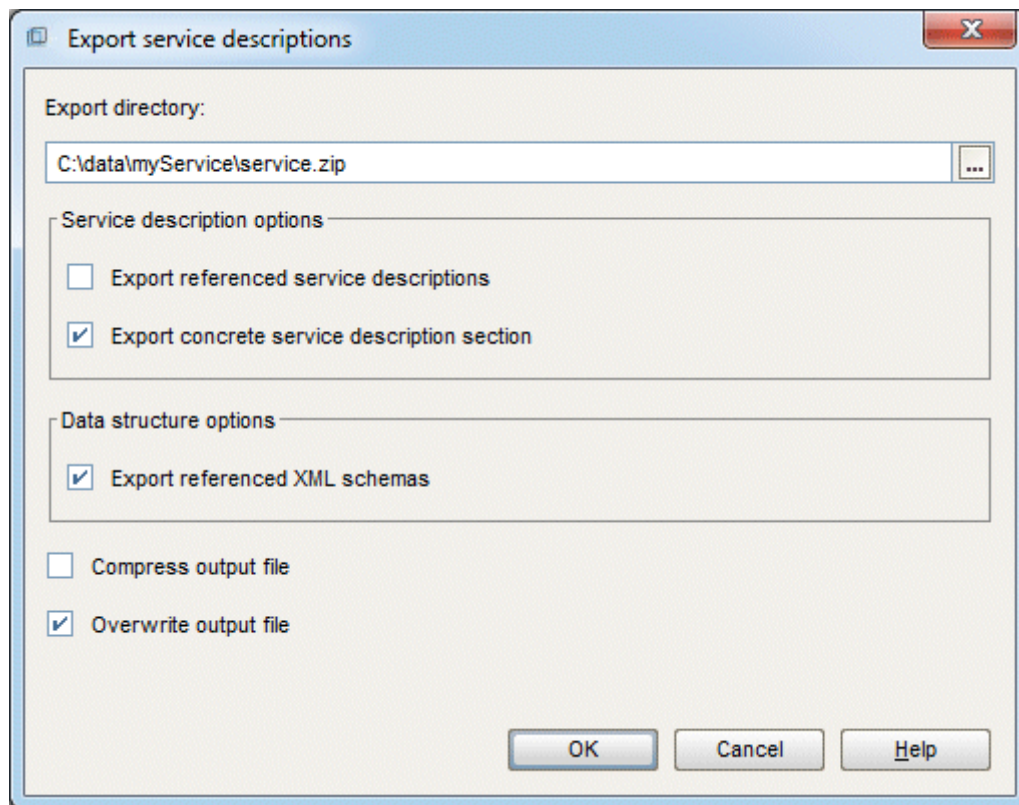 Export service descriptions
Export directory:
C:\data\myService\service.zip
...
Service description options
Export referenced service descriptions
Export concrete service description section
Data structure options
Export referenced XML schemas
Compress output file
Overwrite output file
OK Cancel Help